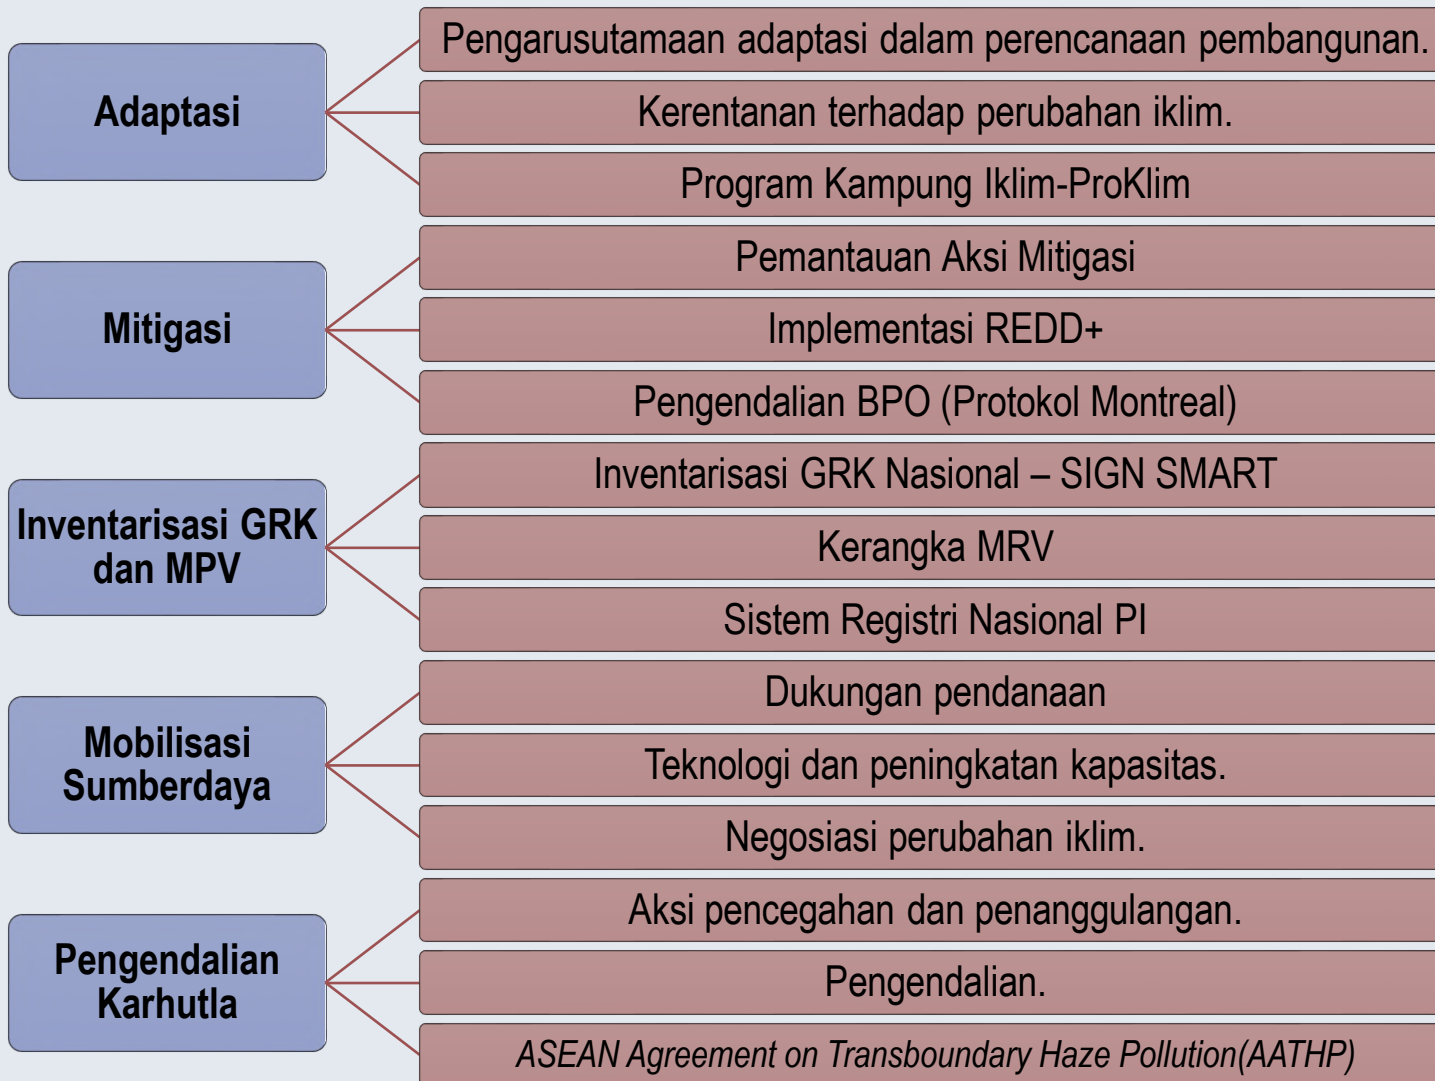 Adaptasi
Pengarusutamaan adaptasi dalam perencanaan pembangunan.
Kerentanan terhadap perubahan iklim.
Program Kampung Iklim-ProKlim
Mitigasi
Pemantauan Aksi Mitigasi
Implementasi REDD+
Pengendalian BPO (Protokol Montreal)
Inventarisasi GRK
dan MPV
Inventarisasi GRK Nasional – SIGN SMART
Kerangka MRV
Sistem Registri Nasional PI
Mobilisasi
Sumberdaya
Dukungan pendanaan
Teknologi dan peningkatan kapasitas.
Negosiasi perubahan iklim.
Pengendalian
Karhutla
Aksi pencegahan dan penanggulangan.
Pengendalian.
ASEAN Agreement on Transboundary Haze Pollution(AATHP)